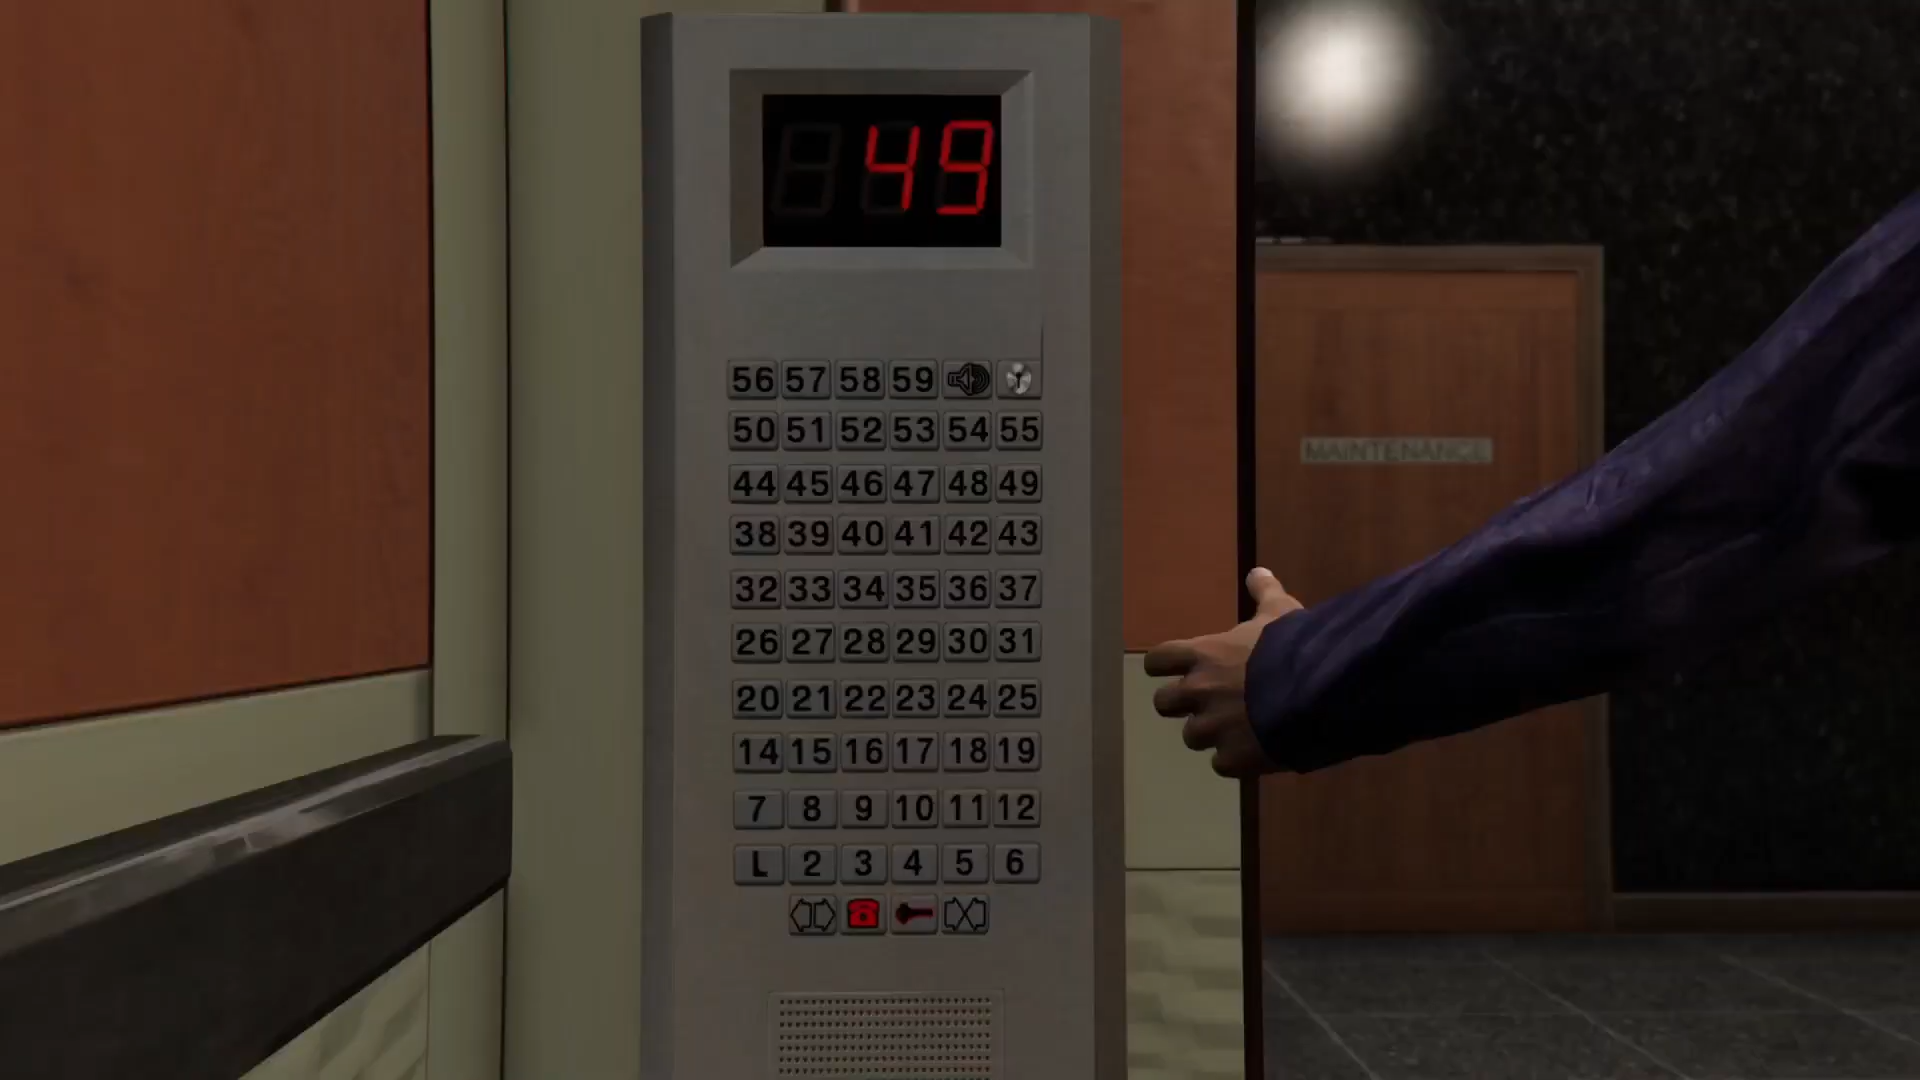 49
56 57 58 59
50 51 52 53 54 55
MAINTENANCE
44 45 46 47 48 49
38 39 40 41 42 43
32 33 34 35 36 37
26 27 28 29 30 31
20 21 22 23 24 25
14 15 16 17 18 19
7 8 9 10 11 12
L 2 3 4 5 6